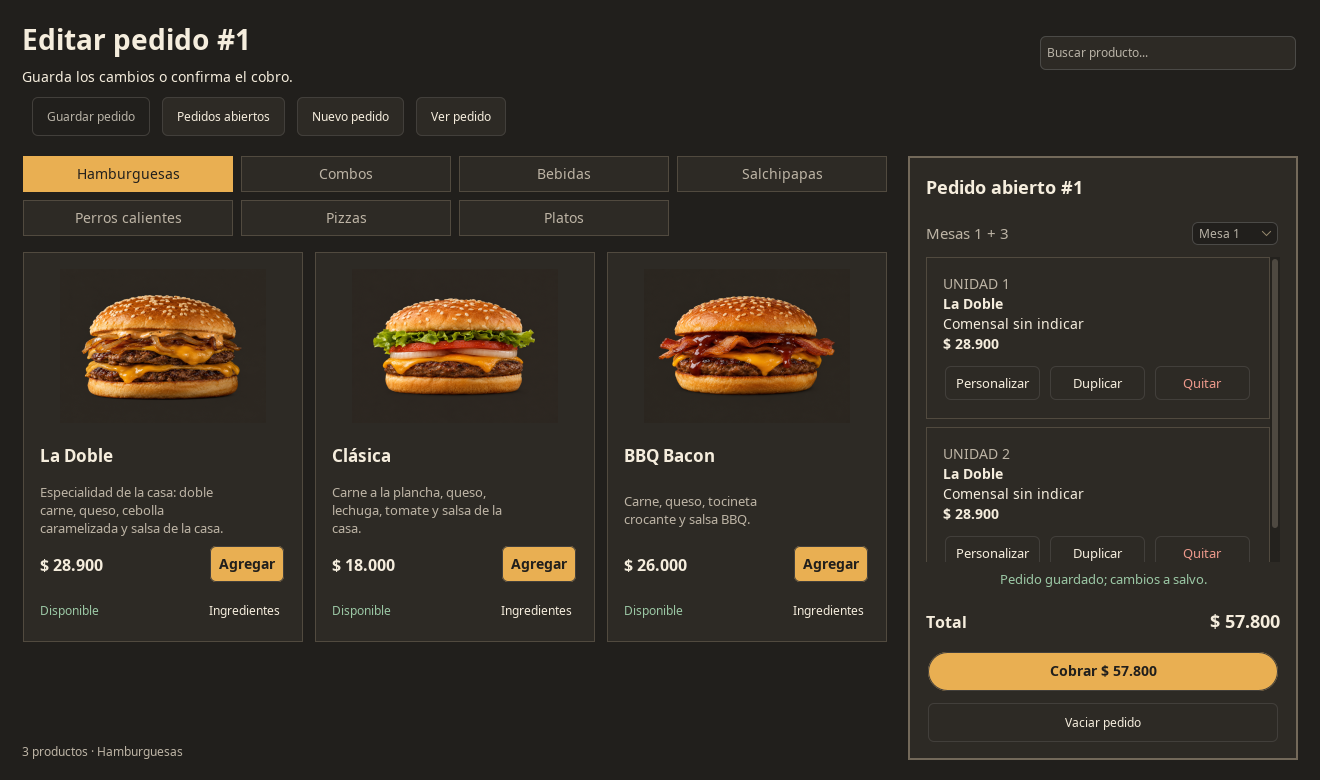 Editar pedido #1
Guarda los cambios o confirma el cobro.
Buscar producto...
Guardar pedido
Pedidos abiertos
Nuevo pedido
Ver pedido
Hamburguesas
Combos
Bebidas
Salchipapas
Perros calientes
Pizzas
Platos
La Doble
Especialidad de la casa: doble
carne, queso, cebolla
caramelizada y salsa de la casa.
$ 28.900
Agregar
Disponible
Ingredientes
Clásica
Carne a la plancha, queso,
lechuga, tomate y salsa de la
casa.
$ 18.000
Agregar
Disponible
Ingredientes
BBQ Bacon
Carne, queso, tocineta
crocante y salsa BBQ.
$ 26.000
Agregar
Disponible
Ingredientes
3 productos · Hamburguesas
Pedido abierto #1
Mesas 1 + 3
Mesa 1
UNIDAD 1
La Doble
Comensal sin indicar
$ 28.900
Personalizar
Duplicar
Quitar
UNIDAD 2
La Doble
Comensal sin indicar
$ 28.900
Personalizar
Duplicar
Quitar
Pedido guardado; cambios a salvo.
Total
$ 57.800
Cobrar $ 57.800
Vaciar pedido